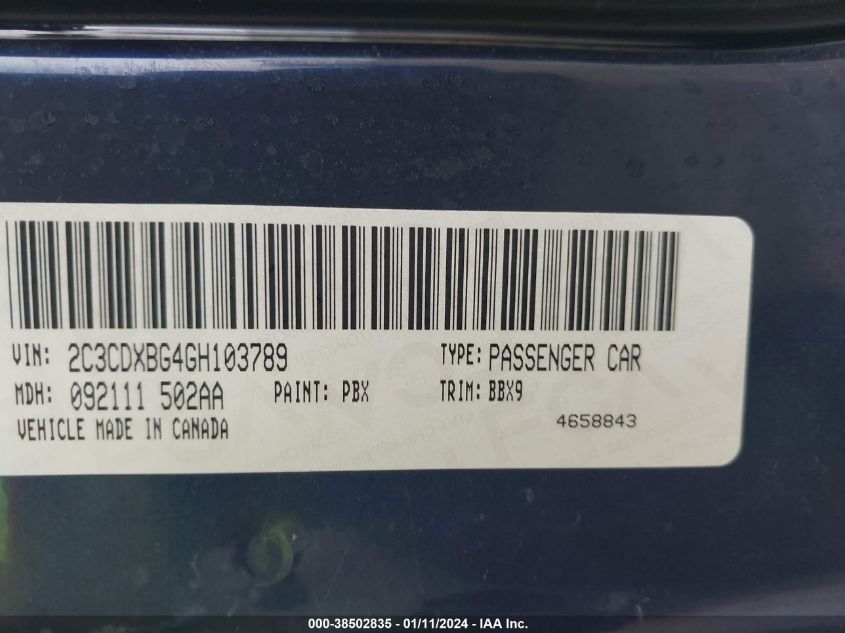 VIN: 2C3CDXBG4GH103789 TYPE: PASSENGER CAR
MDH: 092111 502AA PAINT: PBX TRIM: BBX9
VEHICLE MADE IN CANADA 4658843
000-38502835 - 01/11/2024 - IAA Inc.